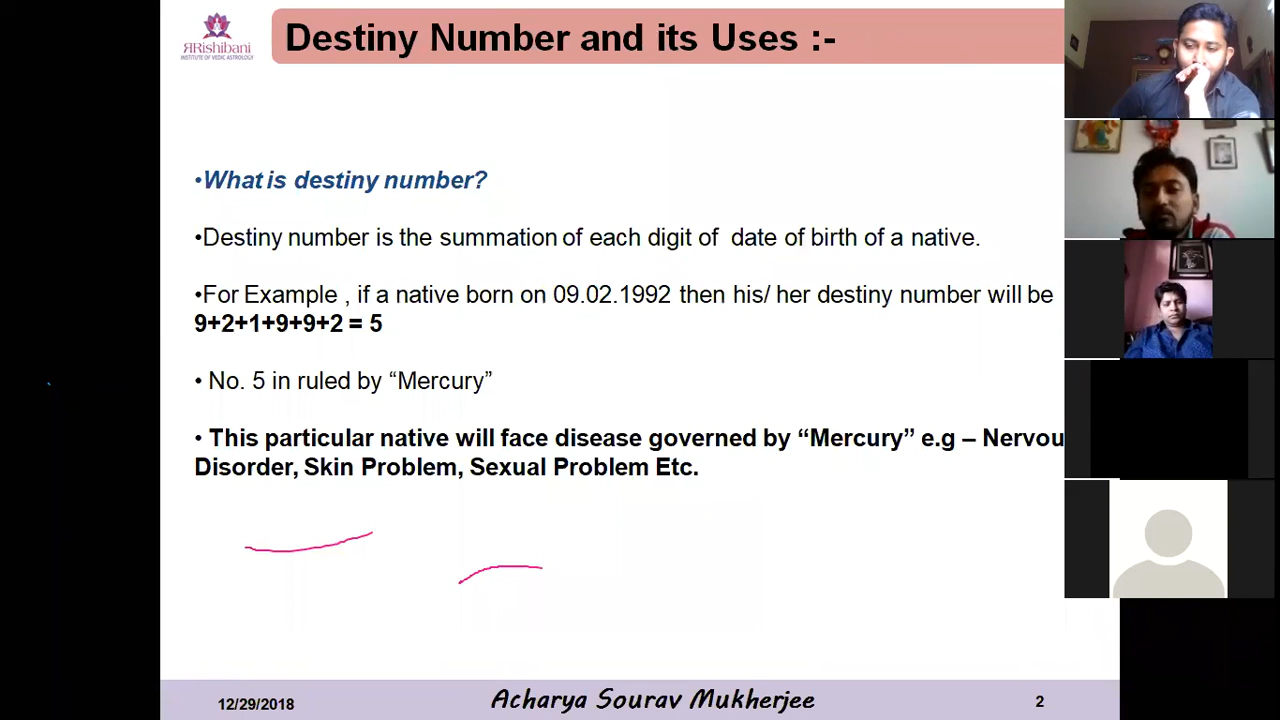 ЯRishibani
INSTITUTE OF VEDIC ASTROLOGY
Destiny Number and its Uses :-
•What is destiny number?
•Destiny number is the summation of each digit of date of birth of a native.
•For Example , if a native born on 09.02.1992 then his/ her destiny number will be
9+2+1+9+9+2 = 5
• No. 5 in ruled by “Mercury”
• This particular native will face disease governed by “Mercury” e.g – Nervou
Disorder, Skin Problem, Sexual Problem Etc.
12/29/2018
Acharya Sourav Mukherjee
2